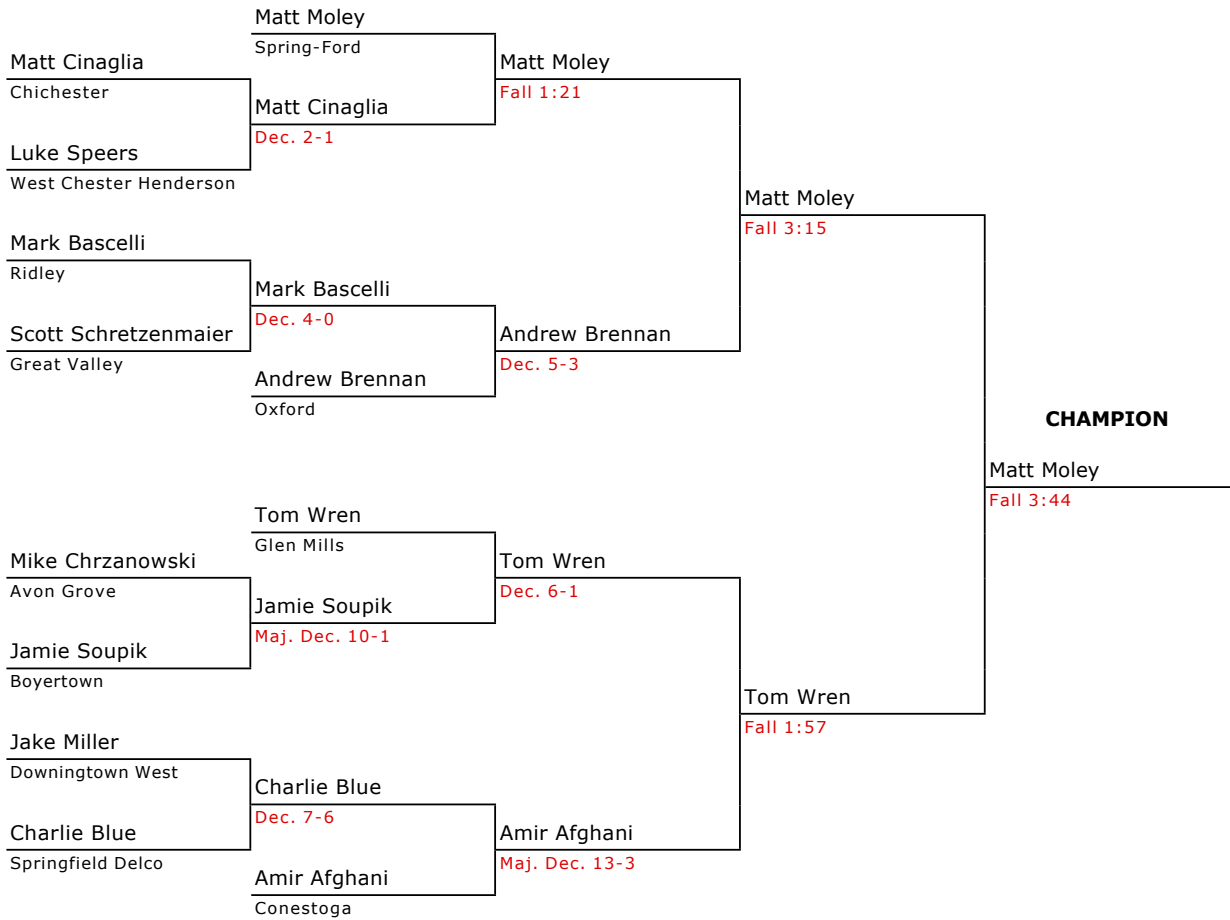 Matt Moley
Spring-Ford
Matt Cinaglia
Chichester
Matt Moley
Fall 1:21
Matt Cinaglia
Dec. 2-1
Luke Speers
West Chester Henderson
Matt Moley
Fall 3:15
Mark Bascelli
Ridley
Mark Bascelli
Dec. 4-0
Scott Schretzenmaier
Great Valley
Andrew Brennan
Dec. 5-3
Andrew Brennan
Oxford
CHAMPION
Matt Moley
Fall 3:44
Tom Wren
Glen Mills
Mike Chrzanowski
Avon Grove
Tom Wren
Dec. 6-1
Jamie Soupik
Maj. Dec. 10-1
Jamie Soupik
Boyertown
Tom Wren
Fall 1:57
Jake Miller
Downingtown West
Charlie Blue
Dec. 7-6
Charlie Blue
Springfield Delco
Amir Afghani
Maj. Dec. 13-3
Amir Afghani
Conestoga